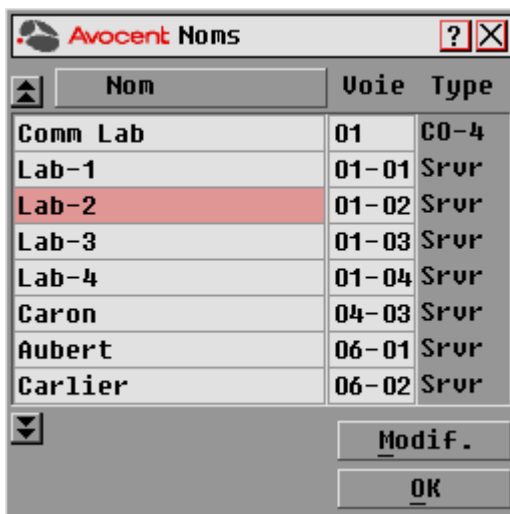 Avocent Noms ? X
Nom Voie Type
Comm Lab 01 CO-4
Lab-1 01-01 Srvr
Lab-2 01-02 Srvr
Lab-3 01-03 Srvr
Lab-4 01-04 Srvr
Caron 04-03 Srvr
Aubert 06-01 Srvr
Carlier 06-02 Srvr
Modif.
OK